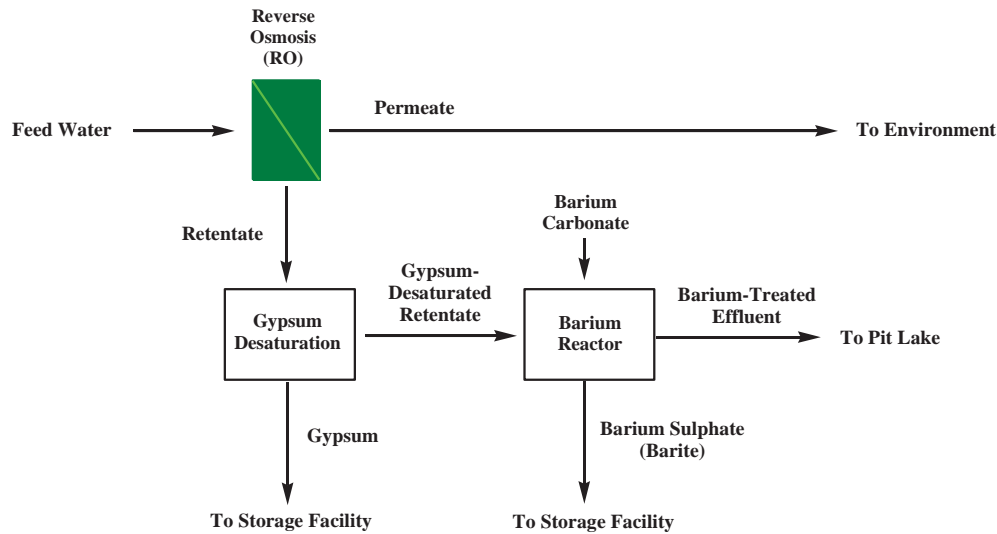 Reverse
Osmosis
(RO)
Permeate
Feed Water
To Environment
Barium
Carbonate
Retentate
Gypsum-
Desaturated
Retentate
Barium-Treated
Effluent
Gypsum
Desaturation
Barium
Reactor
To Pit Lake
Gypsum
Barium Sulphate
(Barite)
To Storage Facility
To Storage Facility